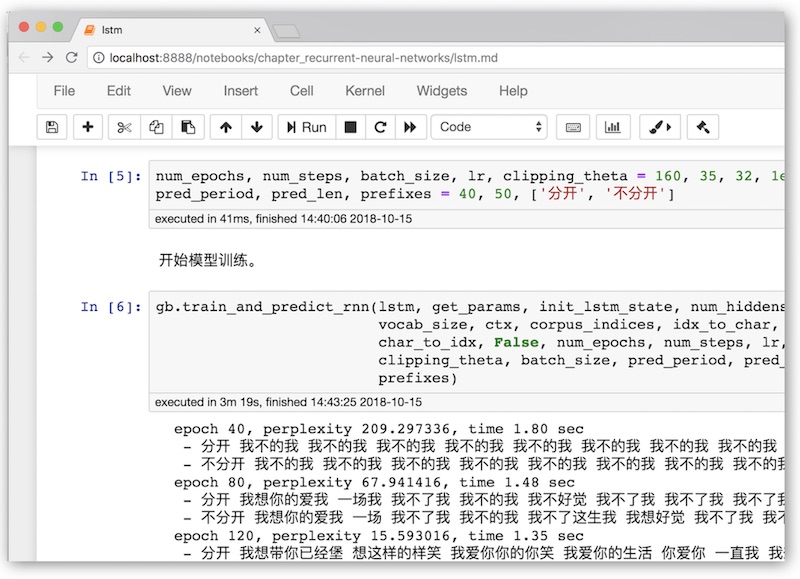 lstm
localhost:8888/notebooks/chapter_recurrent-neural-networks/lstm.md
File Edit View Insert Cell Kernel Widgets Help
Run Code
In [5]: num_epochs, num_steps, batch_size, lr, clipping_theta = 160, 35, 32, 1e
pred_period, pred_len, prefixes = 40, 50, ['分开', '不分开']
executed in 41ms, finished 14:40:06 2018-10-15
开始模型训练。
In [6]: gb.train_and_predict_rnn(lstm, get_params, init_lstm_state, num_hiddens
vocab_size, ctx, corpus_indices, idx_to_char,
char_to_idx, False, num_epochs, num_steps, lr,
clipping_theta, batch_size, pred_period, pred_
prefixes)
executed in 3m 19s, finished 14:43:25 2018-10-15
epoch 40, perplexity 209.297336, time 1.80 sec
- 分开 我不的我 我不的我 我不的我 我不的我 我不的我 我不的我 我不的我 我不的我
- 不分开 我不的我 我不的我 我不的我 我不的我 我不的我 我不的我 我不的我 我不的我
epoch 80, perplexity 67.941416, time 1.48 sec
- 分开 我想你的爱我 一场我 我不了我 我不的我 我不好觉 我不了我 我不了我 我不了
- 不分开 我想你的爱我 一场 我不了我 我不的我 我不了这生我 我想好觉 我不了我 我不
epoch 120, perplexity 15.593016, time 1.35 sec
- 分开 我想带你已经堡 想这样的样笑 我爱你你的你笑 我爱你的生活 你爱你 一直我 我